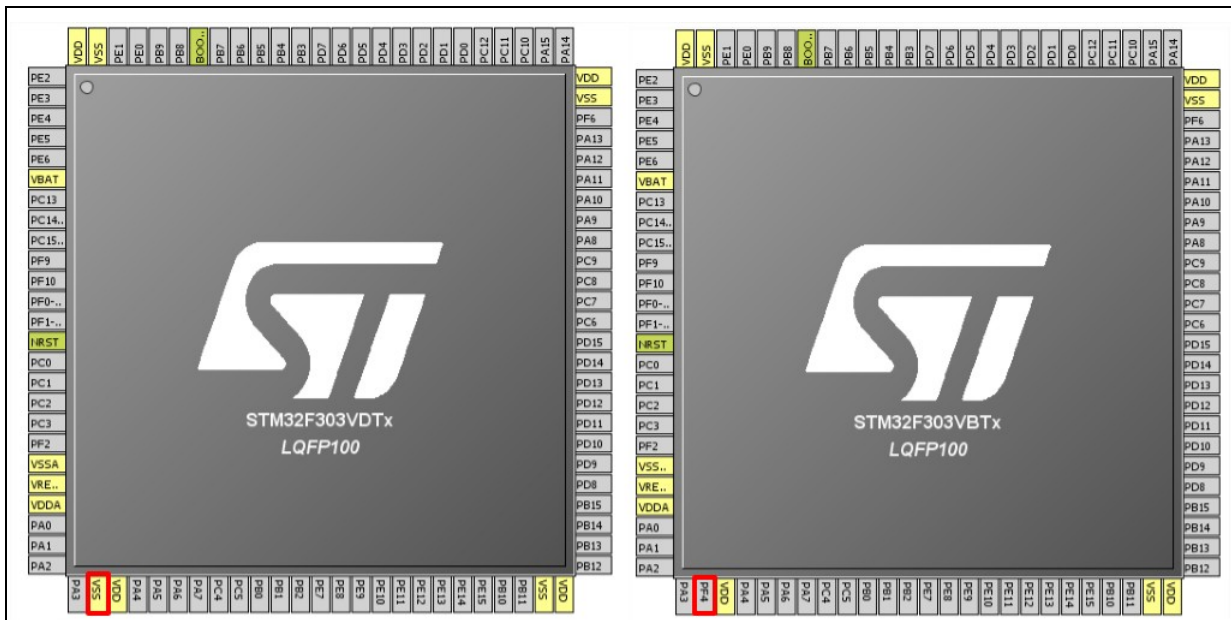 VDD VSS PE1 PE0 PB9 PB8 BOO.. PB7 PB6 PB5 PB4 PB3 PD7 PD6 PD5 PD4 PD3 PD2 PD1 PD0 PC12 PC11 PC10 PA15 PA14
PE2
PE3
PE4
PE5
PE6
VBAT
PC13
PC14..
PC15..
PF9
PF10
PF0-..
PF1-..
NRST
PC0
PC1
PC2
PC3
PF2
VSSA
VRE..
VDDA
PA0
PA1
PA2
STM32F303VDTx
LQFP100
VDD
VSS
PF6
PA13
PA12
PA11
PA10
PA9
PA8
PC9
PC8
PC7
PC6
PD15
PD14
PD13
PD12
PD11
PD10
PD9
PD8
PB15
PB14
PB13
PB12
PA3 VSS VDD PA4 PA5 PA6 PA7 PC4 PC5 PB0 PB1 PB2 PE7 PE8 PE9 PE10 PE11 PE12 PE13 PE14 PE15 PB10 PB11 VSS VDD
VDD VSS PE1 PE0 PB9 PB8 BOO.. PB7 PB6 PB5 PB4 PB3 PD7 PD6 PD5 PD4 PD3 PD2 PD1 PD0 PC12 PC11 PC10 PA15 PA14
PE2
PE3
PE4
PE5
PE6
VBAT
PC13
PC14..
PC15..
PF9
PF10
PF0-..
PF1-..
NRST
PC0
PC1
PC2
PC3
PF2
VSS..
VRE..
VDDA
PA0
PA1
PA2
STM32F303VBTx
LQFP100
VDD
VSS
PF6
PA13
PA12
PA11
PA10
PA9
PA8
PC9
PC8
PC7
PC6
PD15
PD14
PD13
PD12
PD11
PD10
PD9
PD8
PB15
PB14
PB13
PB12
PA3 PF4 VDD PA4 PA5 PA6 PA7 PC4 PC5 PB0 PB1 PB2 PE7 PE8 PE9 PE10 PE11 PE12 PE13 PE14 PE15 PB10 PB11 VSS VDD